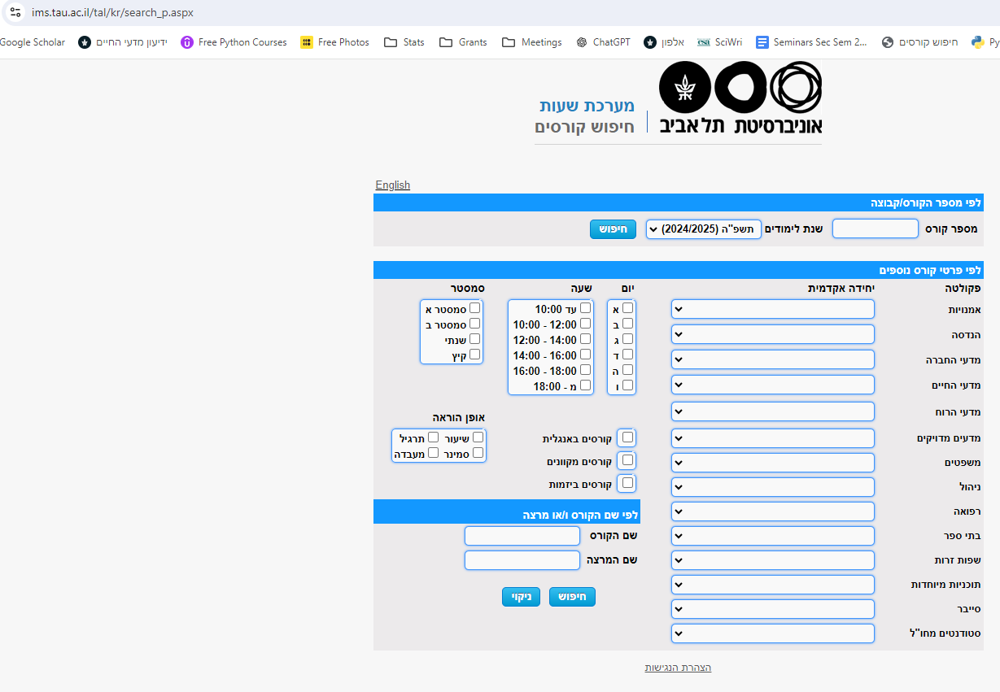 ims.tau.ac.il/tal/kr/search_p.aspx
Google Scholar ידיעון מדעי החיים Free Python Courses Free Photos Stats Grants Meetings ChatGPT אלפון SciWri Seminars Sec Sem 2... חיפוש קורסים Py
מערכת שעות
חיפוש קורסים
אוניברסיטת תל אביב
English
לפי מספר הקורס/קבוצה
מספר קורס שנת לימודים תשפ"ה (2024/2025) חיפוש
לפי פרטי קורס נוספים
פקולטה יחידה אקדמית יום שעה סמסטר
אמנויות
הנדסה
מדעי החברה
מדעי החיים
מדעי הרוח
מדעים מדויקים
משפטים
ניהול
רפואה
בתי ספר
שפות זרות
תוכניות מיוחדות
סייבר
סטודנטים מחו"ל
א
ב
ג
ד
ה
ו
עד 10:00
10:00 - 12:00
12:00 - 14:00
14:00 - 16:00
16:00 - 18:00
מ - 18:00
סמסטר א
סמסטר ב
שנתי
קיץ
אופן הוראה
שיעור תרגיל
סמינר מעבדה
קורסים באנגלית
קורסים מקוונים
קורסים ביזמות
לפי שם הקורס ו/או מרצה
שם הקורס
שם המרצה
חיפוש ניקוי
הצהרת הנגישות